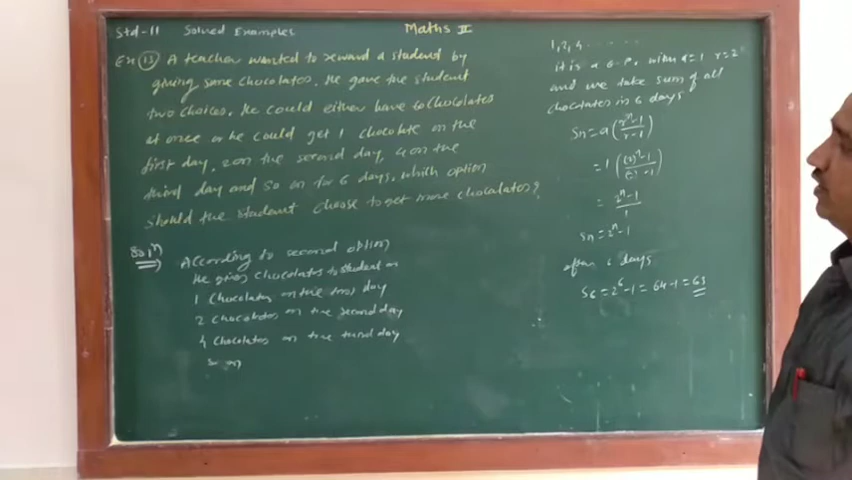 Std-11 Solved Examples Maths II
Ex (13) A teacher wanted to reward a student by
giving some chocolates. He gave the student
two choices. He could either have 60 chocolates
at once or he could get 1 chocolate on the
first day, 2 on the second day, 4 on the
third day and so on for 6 days. which option
should the student choose to get more chocolates?
Solⁿ
According to second option
He gives chocolates to student on
1 chocolates on the first day
2 chocolates on the second day
4 chocolates on the third day
so on
1, 2, 4 . . . . . .
it is a G.P. with a=1 r=2
and we take sum of all
chocolates in 6 days
Sn = a (rⁿ-1 / r-1)
= 1 ((2)ⁿ-1 / (2)-1)
= 2ⁿ-1 / 1
Sn = 2ⁿ-1
after 6 days
S6 = 2⁶-1 = 64-1 = 63